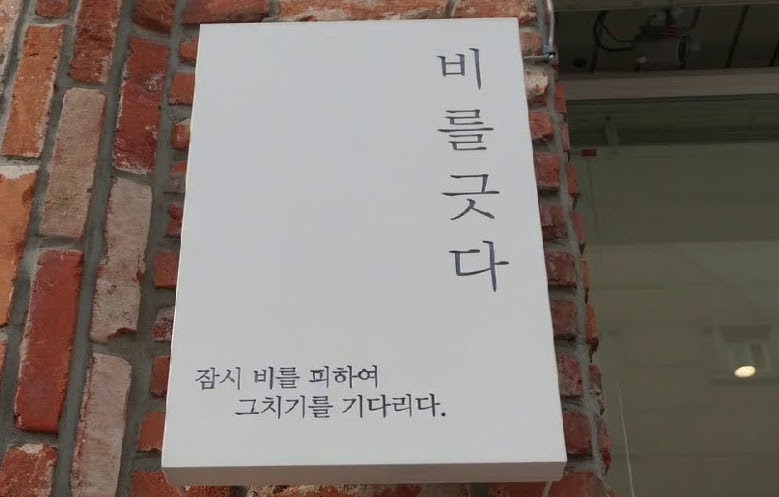 비를긋다
잠시 비를 피하여
그치기를 기다리다.